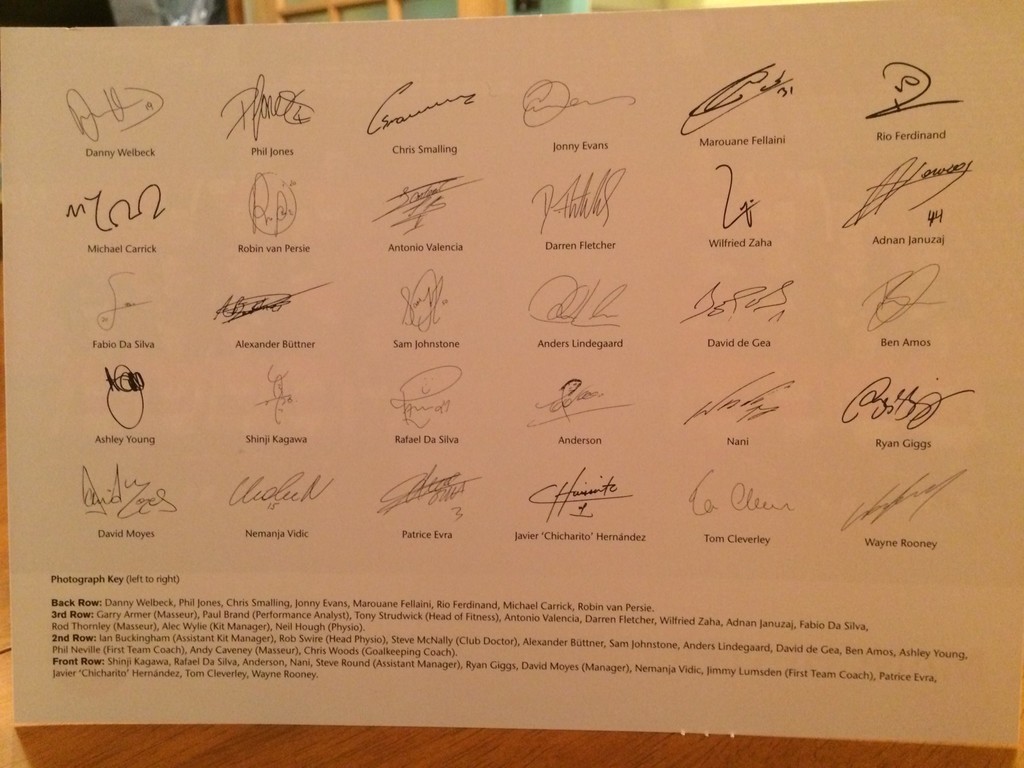 Danny Welbeck Phil Jones Chris Smalling Jonny Evans Marouane Fellaini Rio Ferdinand
Michael Carrick Robin van Persie Antonio Valencia Darren Fletcher Wilfried Zaha Adnan Januzaj
Fabio Da Silva Alexander Büttner Sam Johnstone Anders Lindegaard David de Gea Ben Amos
Ashley Young Shinji Kagawa Rafael Da Silva Anderson Nani Ryan Giggs
David Moyes Nemanja Vidic Patrice Evra Javier 'Chicharito' Hernández Tom Cleverley Wayne Rooney
Photograph Key (left to right)
Back Row: Danny Welbeck, Phil Jones, Chris Smalling, Jonny Evans, Marouane Fellaini, Rio Ferdinand, Michael Carrick, Robin van Persie.
3rd Row: Garry Armer (Masseur), Paul Brand (Performance Analyst), Tony Strudwick (Head of Fitness), Antonio Valencia, Darren Fletcher, Wilfried Zaha, Adnan Januzaj, Fabio Da Silva,
Rod Thornley (Masseur), Alec Wylie (Kit Manager), Neil Hough (Physio).
2nd Row: Ian Buckingham (Assistant Kit Manager), Rob Swire (Head Physio), Steve McNally (Club Doctor), Alexander Büttner, Sam Johnstone, Anders Lindegaard, David de Gea, Ben Amos, Ashley Young,
Phil Neville (First Team Coach), Andy Caveney (Masseur), Chris Woods (Goalkeeping Coach).
Front Row: Shinji Kagawa, Rafael Da Silva, Anderson, Nani, Steve Round (Assistant Manager), Ryan Giggs, David Moyes (Manager), Nemanja Vidic, Jimmy Lumsden (First Team Coach), Patrice Evra,
Javier 'Chicharito' Hernández, Tom Cleverley, Wayne Rooney.